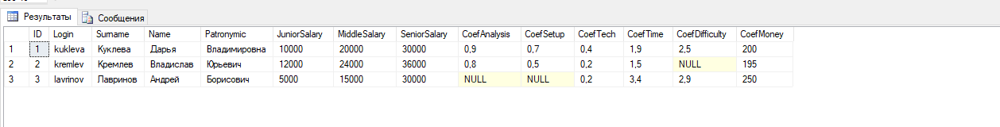 Результаты Сообщения
ID Login Surname Name Patronymic JuniorSalary MiddleSalary SeniorSalary CoefAnalysis CoefSetup CoefTech CoefTime CoefDifficulty CoefMoney
1 1 kukleva Куклева Дарья Владимировна 10000 20000 30000 0,9 0,7 0,4 1,9 2,5 200
2 2 kremlev Кремлев Владислав Юрьевич 12000 24000 36000 0,8 0,5 0,2 1,5 NULL 195
3 3 lavrinov Лавринов Андрей Борисович 5000 15000 30000 NULL NULL 0,2 3,4 2,9 250